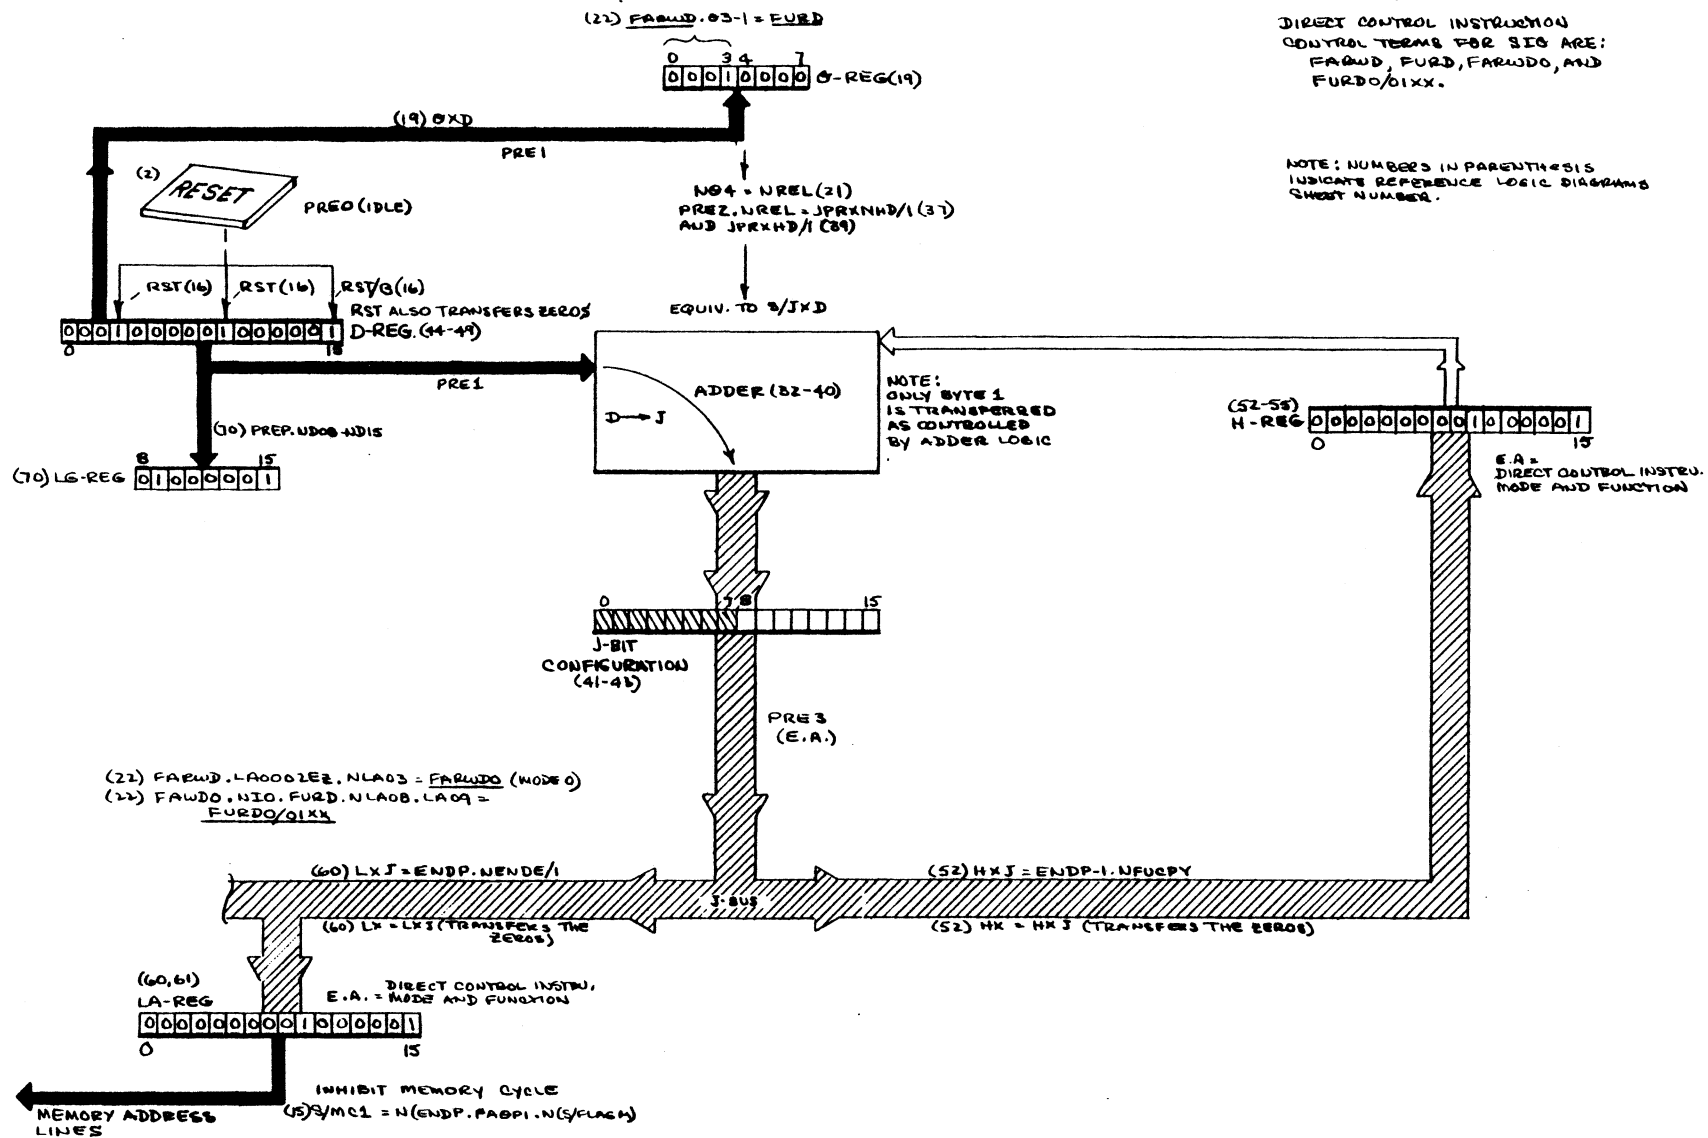 (22) FARWD.03-1 = FURD
0 3 4 7
0 0 0 1 0 0 0 0 O-REG(19)
DIRECT CONTROL INSTRUCTION
CONTROL TERMS FOR SIO ARE:
FARWD, FURD, FARWDO, AND
FURDO/01XX.
(19) OXD
PRE1
NOTE: NUMBERS IN PARENTHESIS
INDICATE REFERENCE LOGIC DIAGRAMS
SHEET NUMBER.
(2) RESET
PREO (IDLE)
NO4 = NREL(21)
PRE2.NREL = JPRXNHD/1 (37)
AND JPRXHD/1 (39)
EQUIV. TO S/JXD
RST(16) RST(16) RST/B(16)
RST ALSO TRANSFERS ZEROS
0 0 0 1 0 0 0 0 0 1 0 0 0 0 0 1 D-REG.(44-49)
0 15
PRE1
ADDER (32-40)
D → J
NOTE:
ONLY BYTE 1
IS TRANSFERRED
AS CONTROLLED
BY ADDER LOGIC
(52-55)
H-REG 0 0 0 0 0 0 0 0 0 1 0 0 0 0 0 1
0 15
E.A =
DIRECT CONTROL INSTRU.
MODE AND FUNCTION
(70) PREP.ND08-ND15
8 15
(70) LG-REG 0 1 0 0 0 0 0 1
0 7 8 15
J-BIT
CONFIGURATION
(41-43)
PRE3
(E.A.)
(22) FARWD.LA0002EZ.NLA03 = FARWDO (MODE 0)
(22) FAWDO.NIO.FURD.NLA08.LA09 =
FURDO/01XX
(60) LXJ = ENDP.NENDE/1
(52) HXJ = ENDP-1.NFUCPY
J-BUS
(60) LX = LXJ (TRANSFERS THE
ZEROS)
(52) HX = HXJ (TRANSFERS THE ZEROS)
(60,61)
LA-REG
E.A. = DIRECT CONTROL INSTRU.
MODE AND FUNCTION
0 0 0 0 0 0 0 0 0 1 0 0 0 0 0 1
0 15
INHIBIT MEMORY CYCLE
(15) S/MC1 = N(ENDP.FAOP1.N(S/FLAGM)
MEMORY ADDRESS
LINES